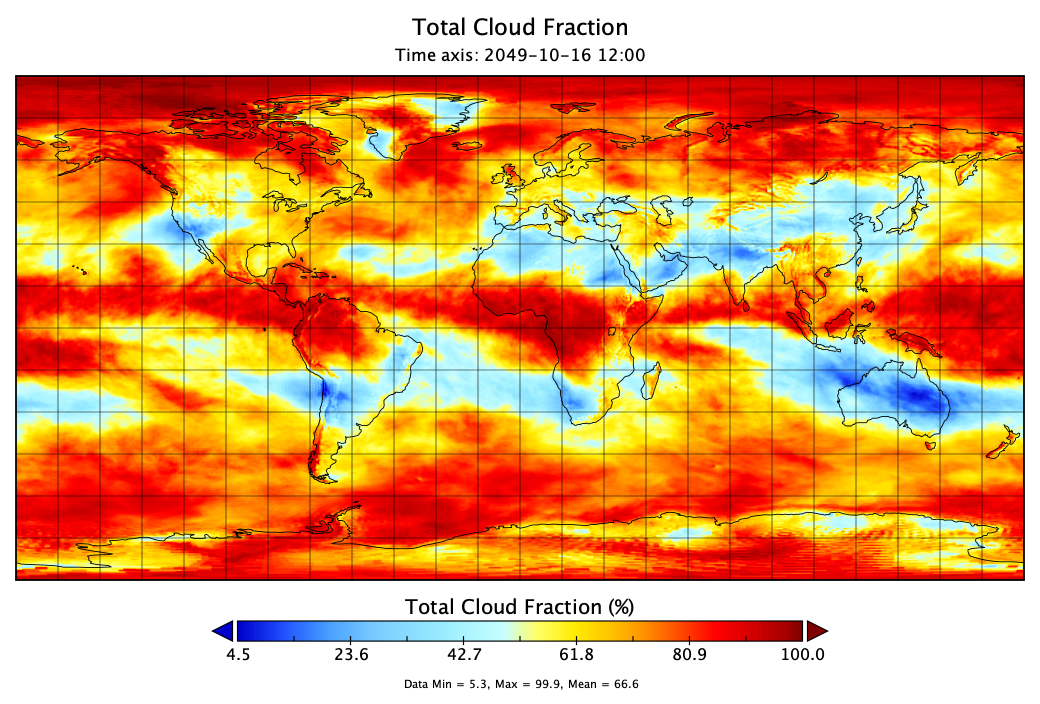 Total Cloud Fraction
Time axis: 2049-10-16 12:00
Total Cloud Fraction (%)
4.5 23.6 42.7 61.8 80.9 100.0
Data Min = 5.3, Max = 99.9, Mean = 66.6